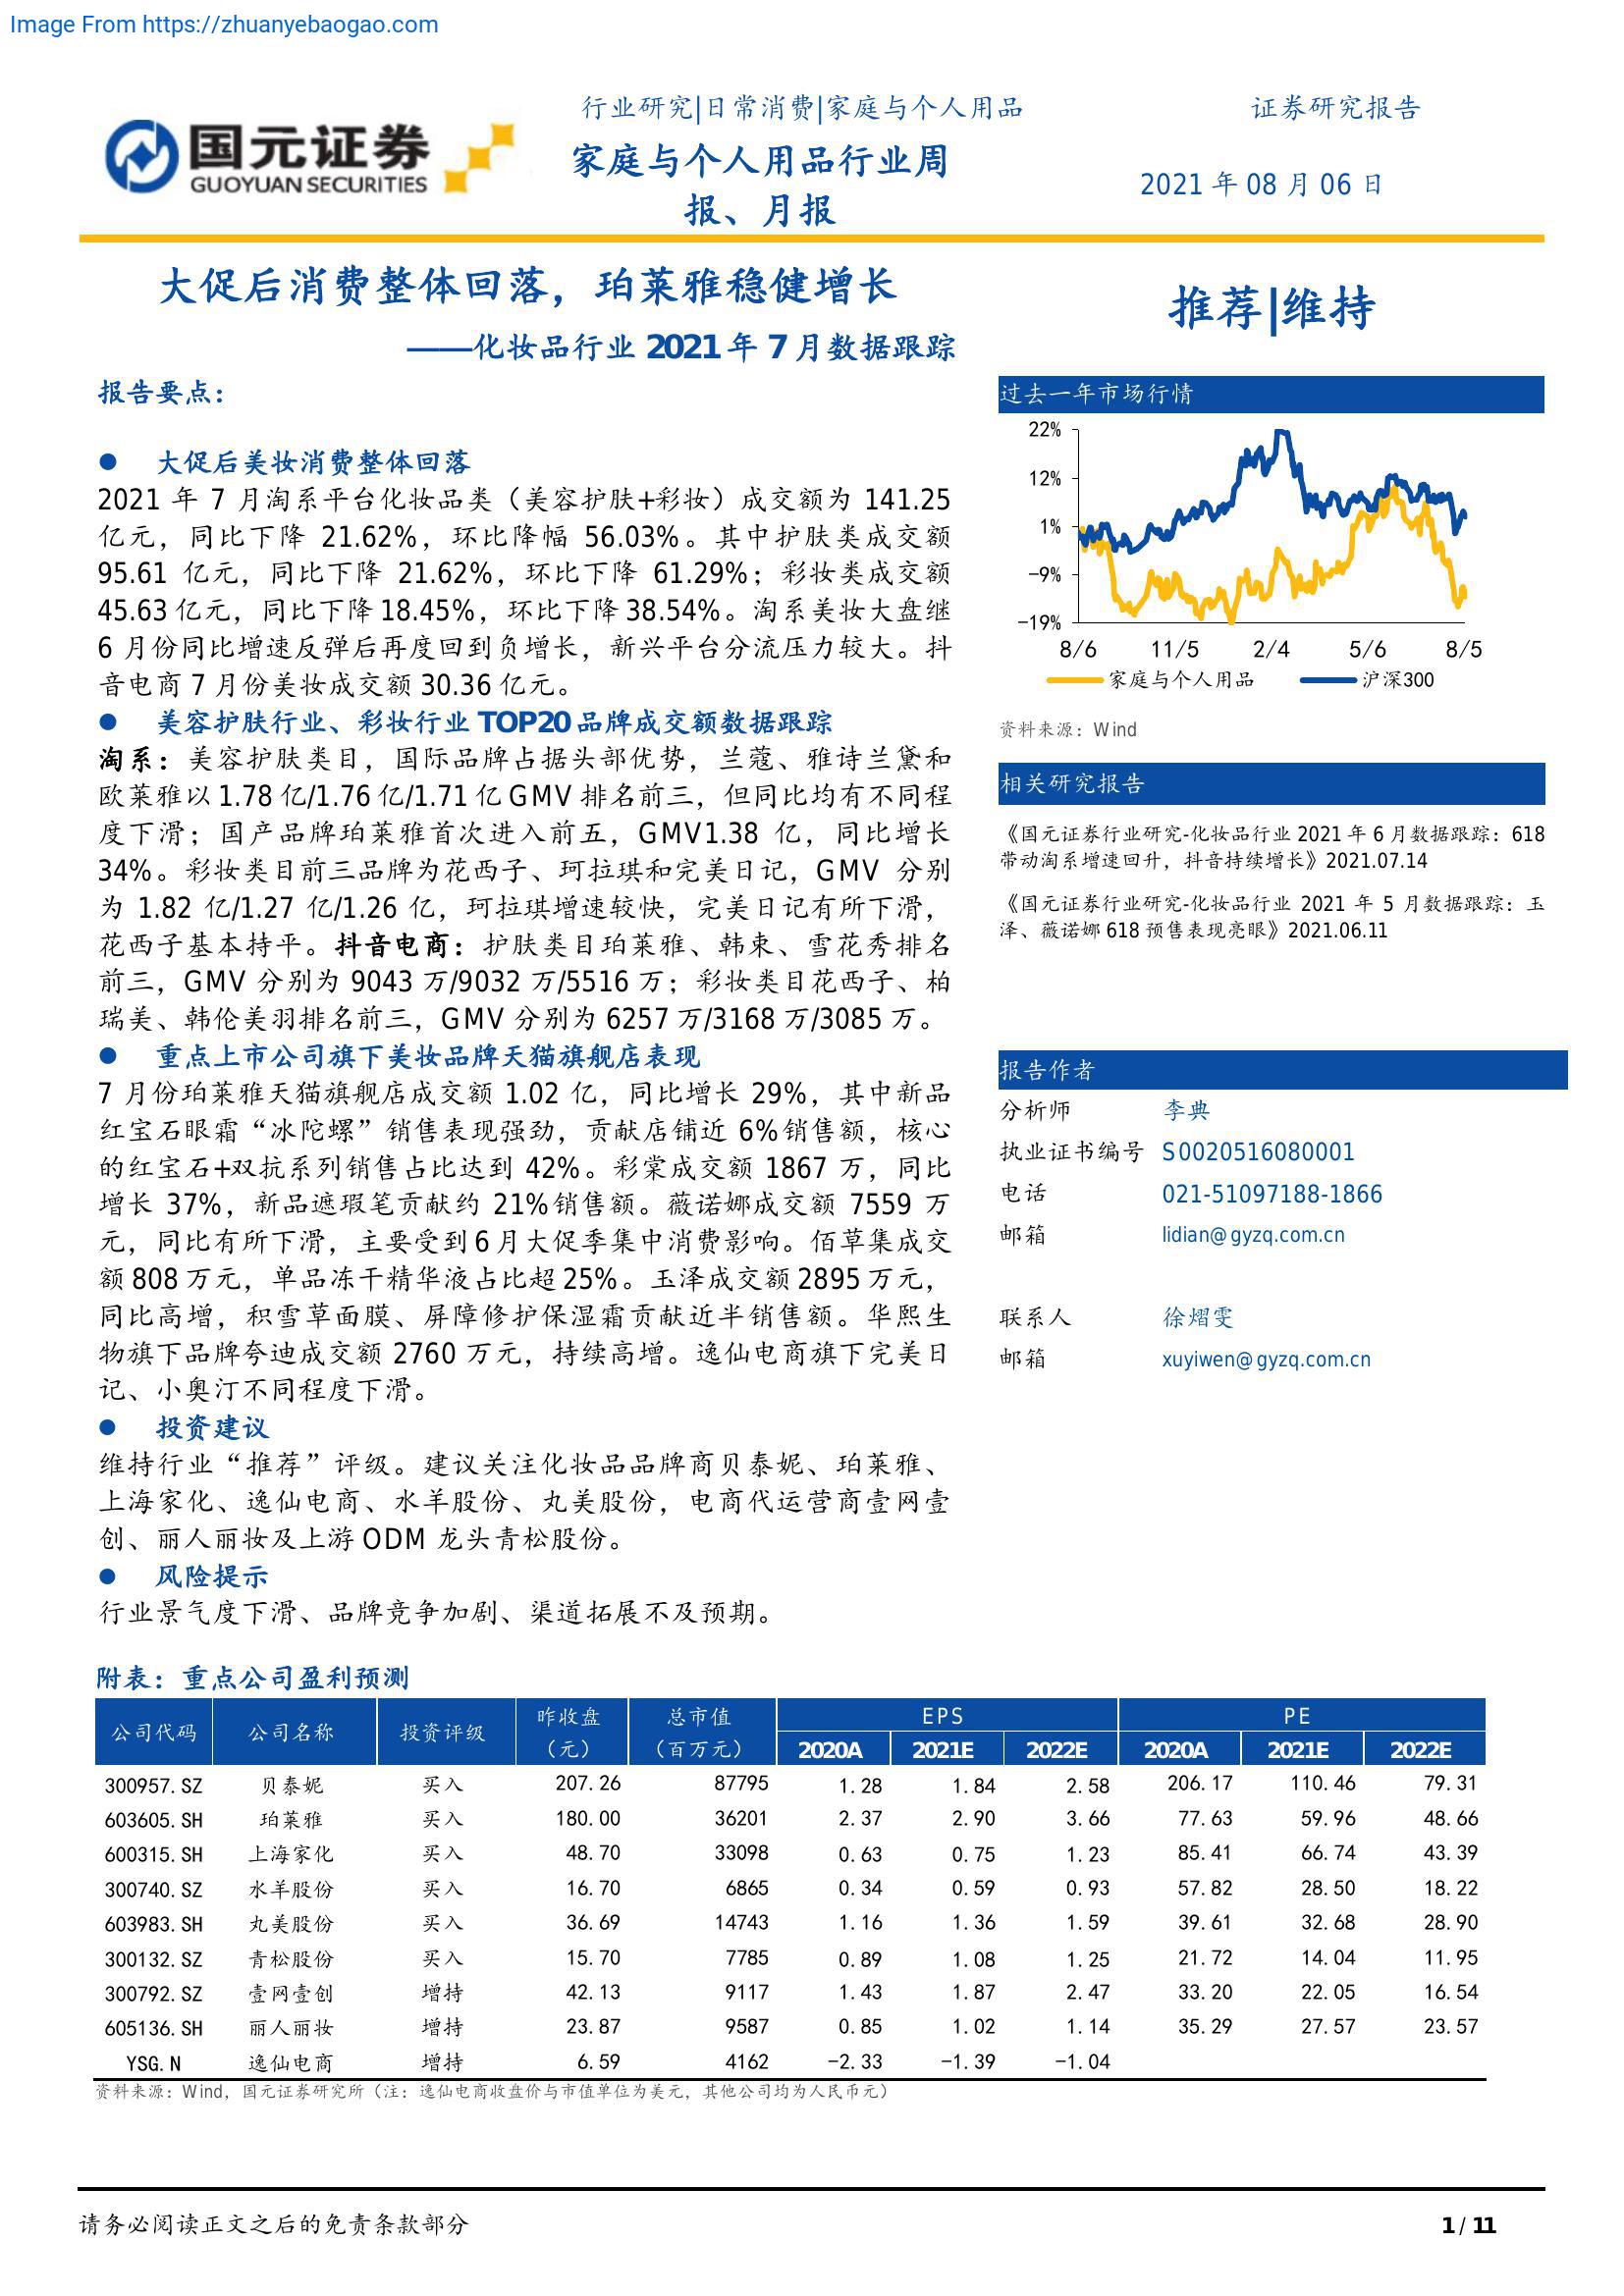 Image From https://zhuanyebaogao.com
国元证券
GUOYUAN SECURITIES
行业研究|日常消费|家庭与个人用品
证券研究报告
家庭与个人用品行业周
报、月报
2021 年 08 月 06 日
大促后消费整体回落，珀莱雅稳健增长
——化妆品行业 2021 年 7 月数据跟踪
推荐|维持
报告要点：
● 大促后美妆消费整体回落
2021 年 7 月淘系平台化妆品类（美容护肤+彩妆）成交额为 141.25
亿元，同比下降 21.62%，环比降幅 56.03%。其中护肤类成交额
95.61 亿元，同比下降 21.62%，环比下降 61.29%；彩妆类成交额
45.63 亿元，同比下降 18.45%，环比下降 38.54%。淘系美妆大盘继
6 月份同比增速反弹后再度回到负增长，新兴平台分流压力较大。抖
音电商 7 月份美妆成交额 30.36 亿元。
● 美容护肤行业、彩妆行业 TOP20 品牌成交额数据跟踪
淘系：美容护肤类目，国际品牌占据头部优势，兰蔻、雅诗兰黛和
欧莱雅以 1.78 亿/1.76 亿/1.71 亿 GMV 排名前三，但同比均有不同程
度下滑；国产品牌珀莱雅首次进入前五，GMV1.38 亿，同比增长
34%。彩妆类目前三品牌为花西子、珂拉琪和完美日记，GMV 分别
为 1.82 亿/1.27 亿/1.26 亿，珂拉琪增速较快，完美日记有所下滑，
花西子基本持平。抖音电商：护肤类目珀莱雅、韩束、雪花秀排名
前三，GMV 分别为 9043 万/9032 万/5516 万；彩妆类目花西子、柏
瑞美、韩伦美羽排名前三，GMV 分别为 6257 万/3168 万/3085 万。
● 重点上市公司旗下美妆品牌天猫旗舰店表现
7 月份珀莱雅天猫旗舰店成交额 1.02 亿，同比增长 29%，其中新品
红宝石眼霜“冰陀螺”销售表现强劲，贡献店铺近 6%销售额，核心
的红宝石+双抗系列销售占比达到 42%。彩棠成交额 1867 万，同比
增长 37%，新品遮瑕笔贡献约 21%销售额。薇诺娜成交额 7559 万
元，同比有所下滑，主要受到 6 月大促季集中消费影响。佰草集成交
额 808 万元，单品冻干精华液占比超 25%。玉泽成交额 2895 万元，
同比高增，积雪草面膜、屏障修护保湿霜贡献近半销售额。华熙生
物旗下品牌夸迪成交额 2760 万元，持续高增。逸仙电商旗下完美日
记、小奥汀不同程度下滑。
● 投资建议
维持行业“推荐”评级。建议关注化妆品品牌商贝泰妮、珀莱雅、
上海家化、逸仙电商、水羊股份、丸美股份，电商代运营商壹网壹
创、丽人丽妆及上游 ODM 龙头青松股份。
● 风险提示
行业景气度下滑、品牌竞争加剧、渠道拓展不及预期。
过去一年市场行情
22%
12%
1%
-9%
-19%
8/6 11/5 2/4 5/6 8/5
家庭与个人用品 沪深300
资料来源：Wind
相关研究报告
《国元证券行业研究-化妆品行业 2021 年 6 月数据跟踪：618
带动淘系增速回升，抖音持续增长》2021.07.14
《国元证券行业研究-化妆品行业 2021 年 5 月数据跟踪：玉
泽、薇诺娜 618 预售表现亮眼》2021.06.11
报告作者
分析师 李典
执业证书编号 S0020516080001
电话 021-51097188-1866
邮箱 lidian@gyzq.com.cn
联系人 徐熠雯
邮箱 xuyiwen@gyzq.com.cn
附表：重点公司盈利预测
公司代码 公司名称 投资评级 昨收盘（元） 总市值（百万元） EPS PE
2020A 2021E 2022E 2020A 2021E 2022E
300957.SZ 贝泰妮 买入 207.26 87795 1.28 1.84 2.58 206.17 110.46 79.31
603605.SH 珀莱雅 买入 180.00 36201 2.37 2.90 3.66 77.63 59.96 48.66
600315.SH 上海家化 买入 48.70 33098 0.63 0.75 1.23 85.41 66.74 43.39
300740.SZ 水羊股份 买入 16.70 6865 0.34 0.59 0.93 57.82 28.50 18.22
603983.SH 丸美股份 买入 36.69 14743 1.16 1.36 1.59 39.61 32.68 28.90
300132.SZ 青松股份 买入 15.70 7785 0.89 1.08 1.25 21.72 14.04 11.95
300792.SZ 壹网壹创 增持 42.13 9117 1.43 1.87 2.47 33.20 22.05 16.54
605136.SH 丽人丽妆 增持 23.87 9587 0.85 1.02 1.14 35.29 27.57 23.57
YSG.N 逸仙电商 增持 6.59 4162 -2.33 -1.39 -1.04
资料来源：Wind，国元证券研究所（注：逸仙电商收盘价与市值单位为美元，其他公司均为人民币元）
请务必阅读正文之后的免责条款部分
1 / 11